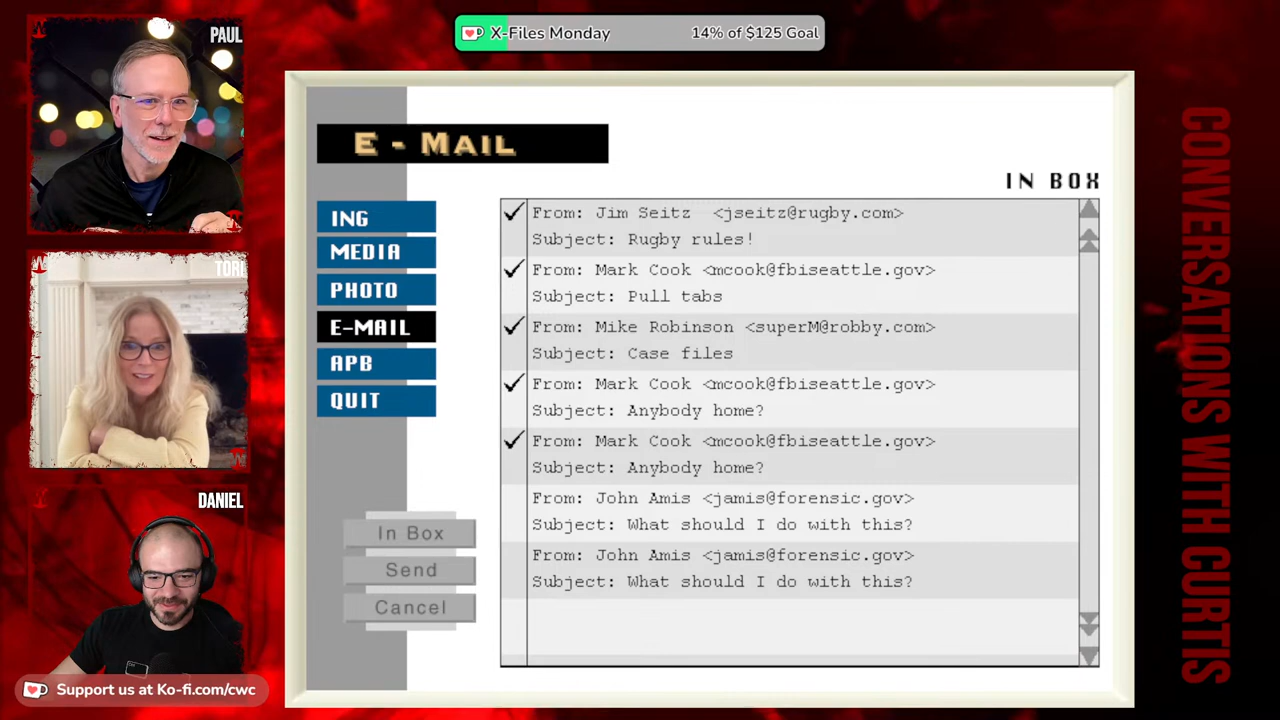 PAUL
X-Files Monday 14% of $125 Goal
E - MAIL
IN BOX
ING
MEDIA
PHOTO
E-MAIL
APB
QUIT
From: Jim Seitz <jseitz@rugby.com>
Subject: Rugby rules!
From: Mark Cook <mcook@fbiseattle.gov>
Subject: Pull tabs
From: Mike Robinson <superM@robby.com>
Subject: Case files
From: Mark Cook <mcook@fbiseattle.gov>
Subject: Anybody home?
From: Mark Cook <mcook@fbiseattle.gov>
Subject: Anybody home?
From: John Amis <jamis@forensic.gov>
Subject: What should I do with this?
From: John Amis <jamis@forensic.gov>
Subject: What should I do with this?
In Box
Send
Cancel
TORI
DANIEL
Support us at Ko-fi.com/cwc
CONVERSATIONS WITH CURTIS